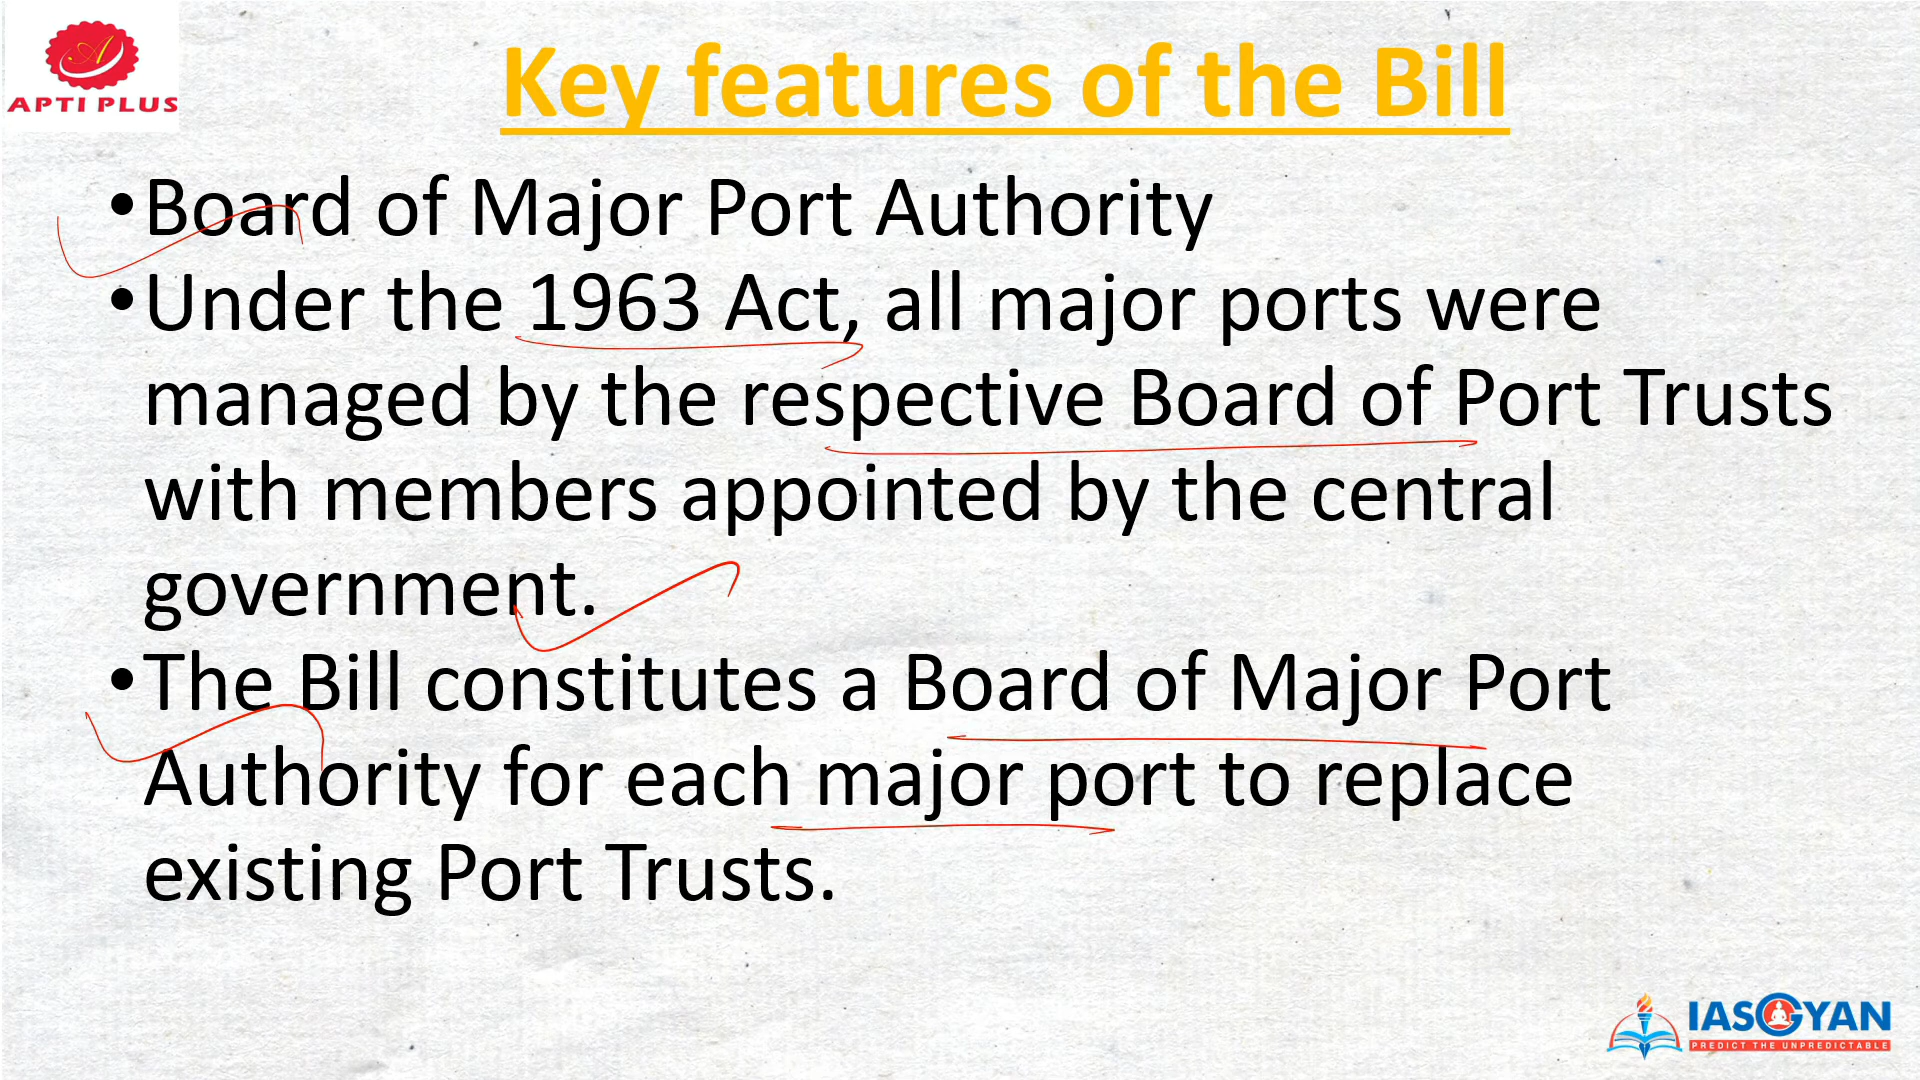 APTI PLUS
Key features of the Bill
•Board of Major Port Authority
•Under the 1963 Act, all major ports were
managed by the respective Board of Port Trusts
with members appointed by the central
government.
•The Bill constitutes a Board of Major Port
Authority for each major port to replace
existing Port Trusts.
IASGYAN
PREDICT THE UNPREDICTABLE